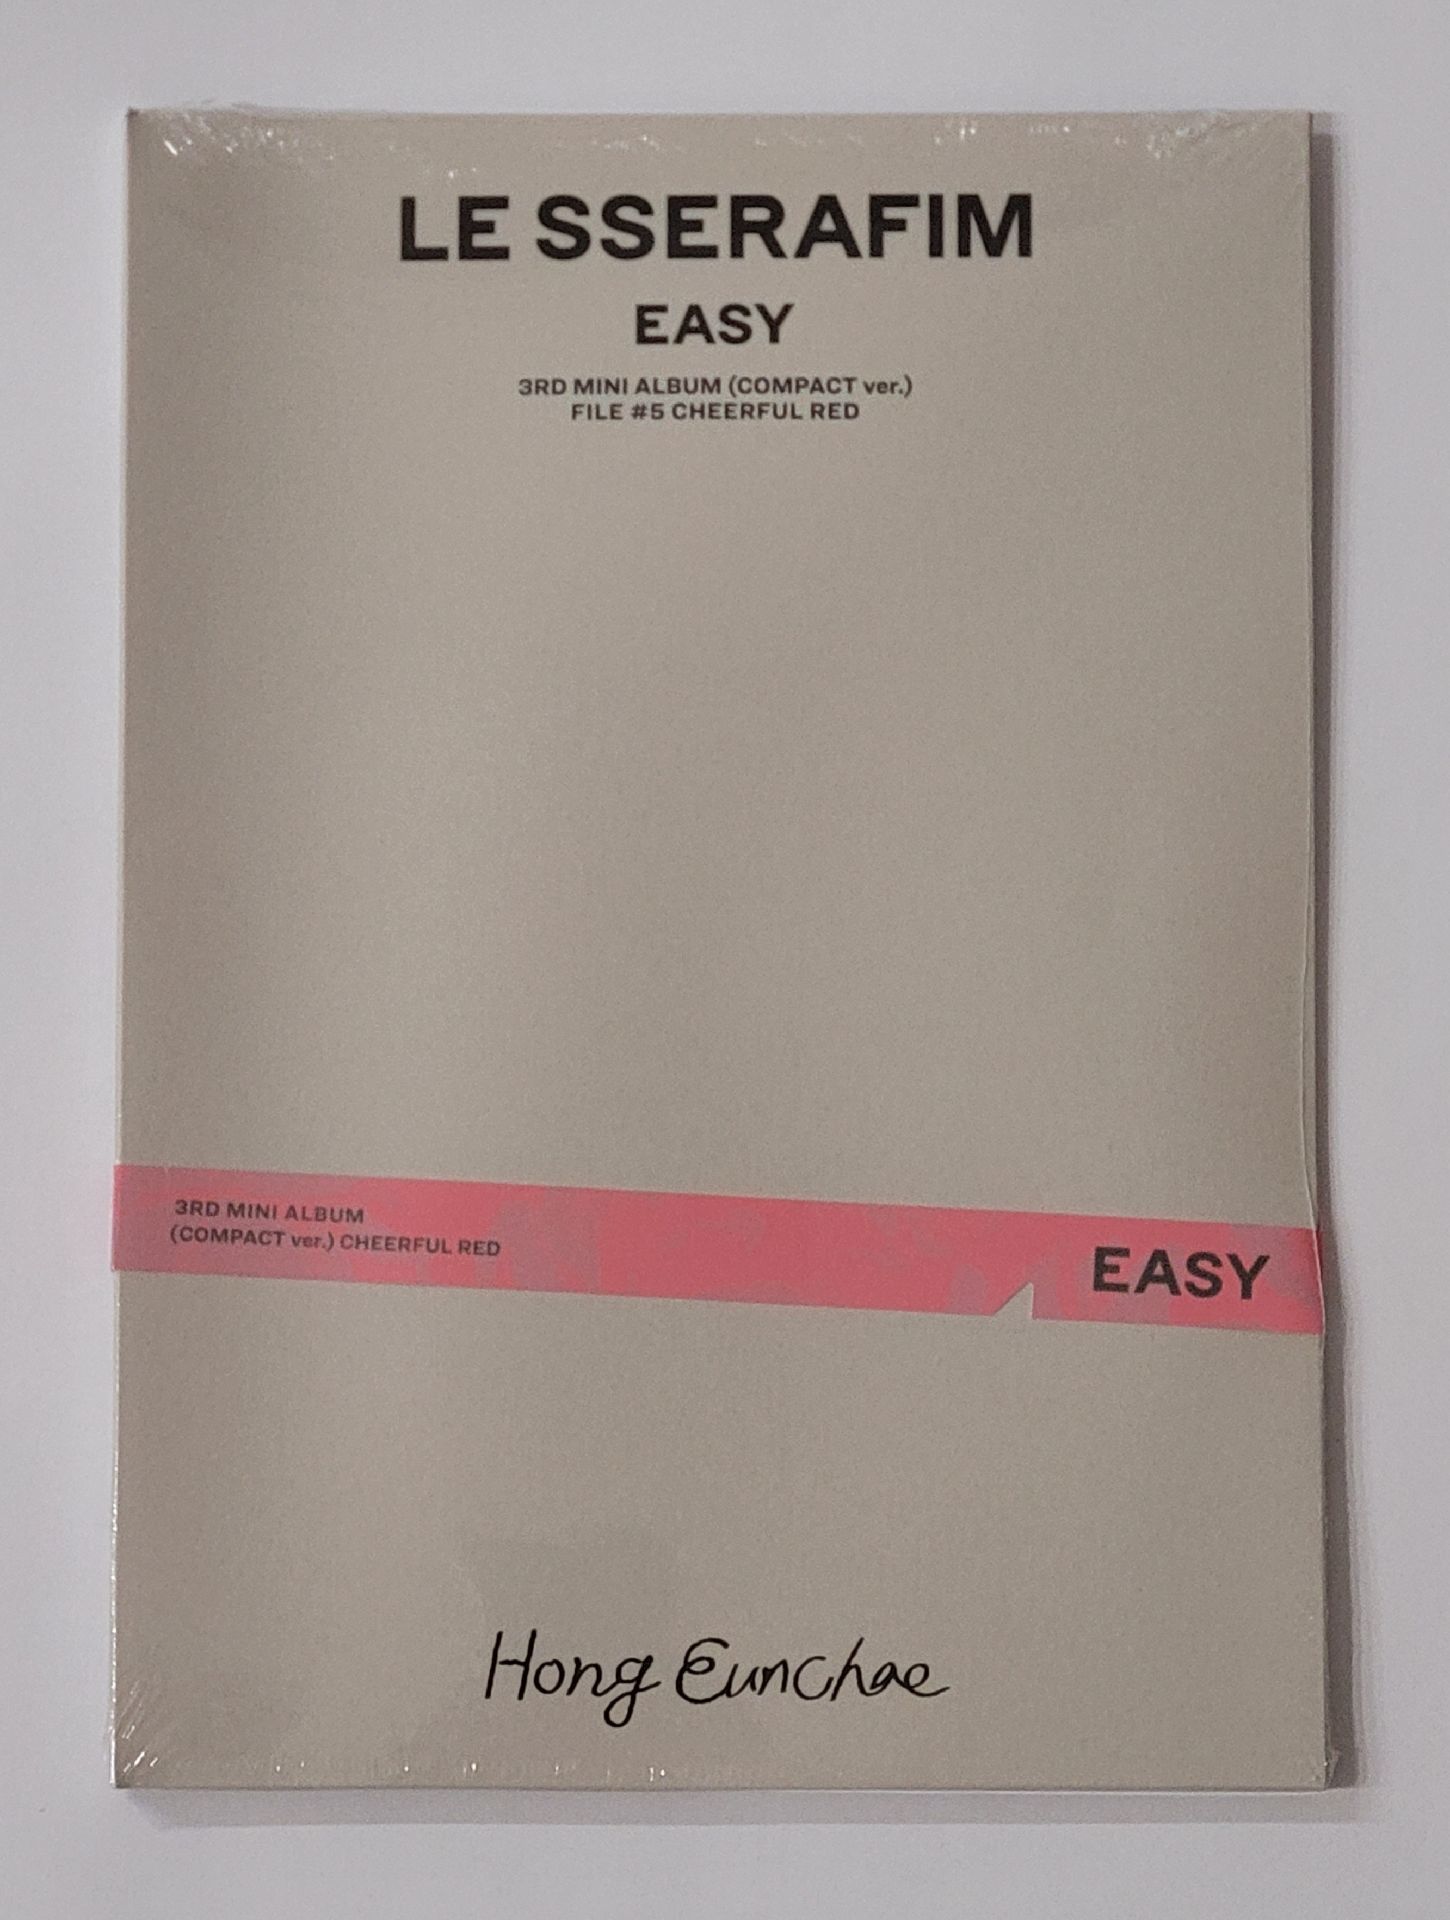 LE SSERAFIM
EASY
3RD MINI ALBUM (COMPACT ver.)
FILE #5 CHEERFUL RED
3RD MINI ALBUM
(COMPACT ver.) CHEERFUL RED
EASY
Hong Eunchae